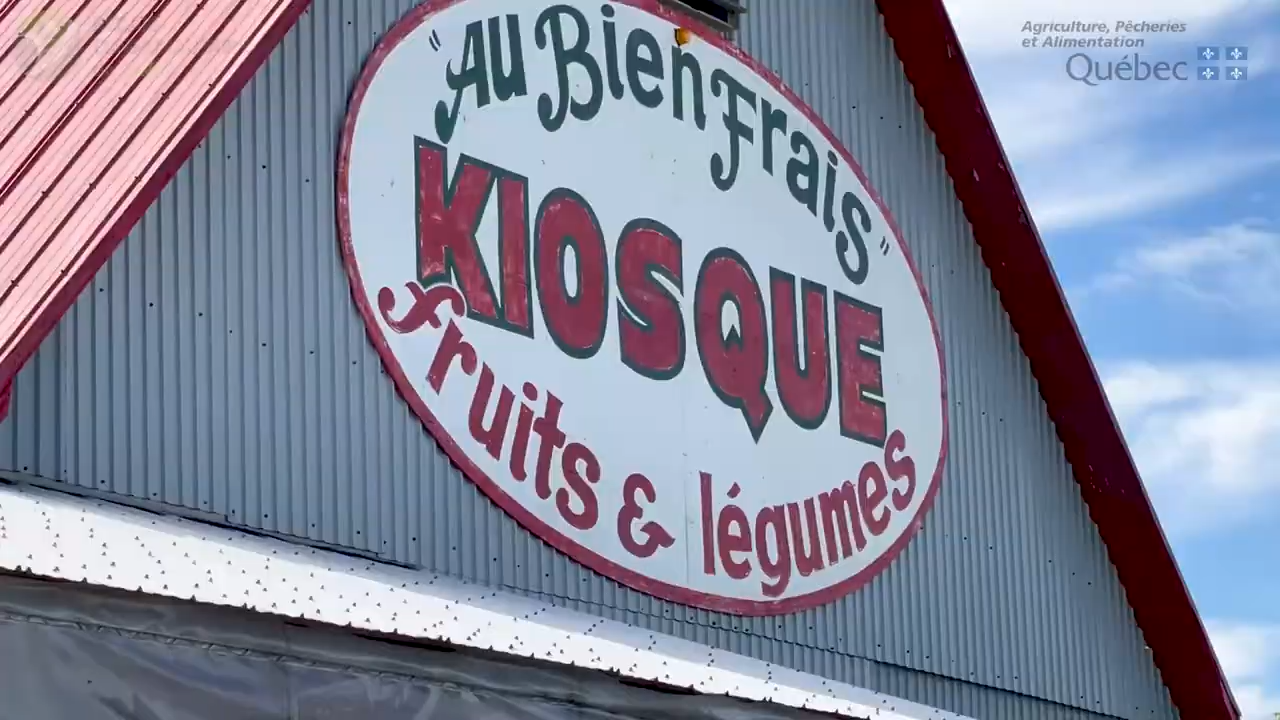 "Au Bien Frais"
KIOSQUE
fruits & légumes
Agriculture, Pêcheries
et Alimentation
Québec